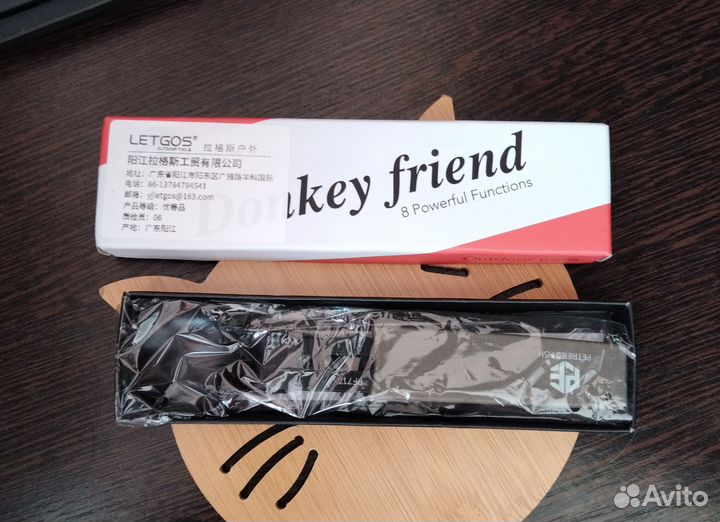 LETGOS® 拉格斯户外
OUTDOOR TOOLS
阳江拉格斯工贸有限公司
地址：广东省阳江市阳东区广雅路华科国际
电话：86-13794794541
邮箱：yjletgos@163.com
产品等级：优等品
质检员：06
产地：广东阳江
Donkey friend
8 Powerful Functions
Outdoor tools
PF717
PETRIFIED FISH
Avito